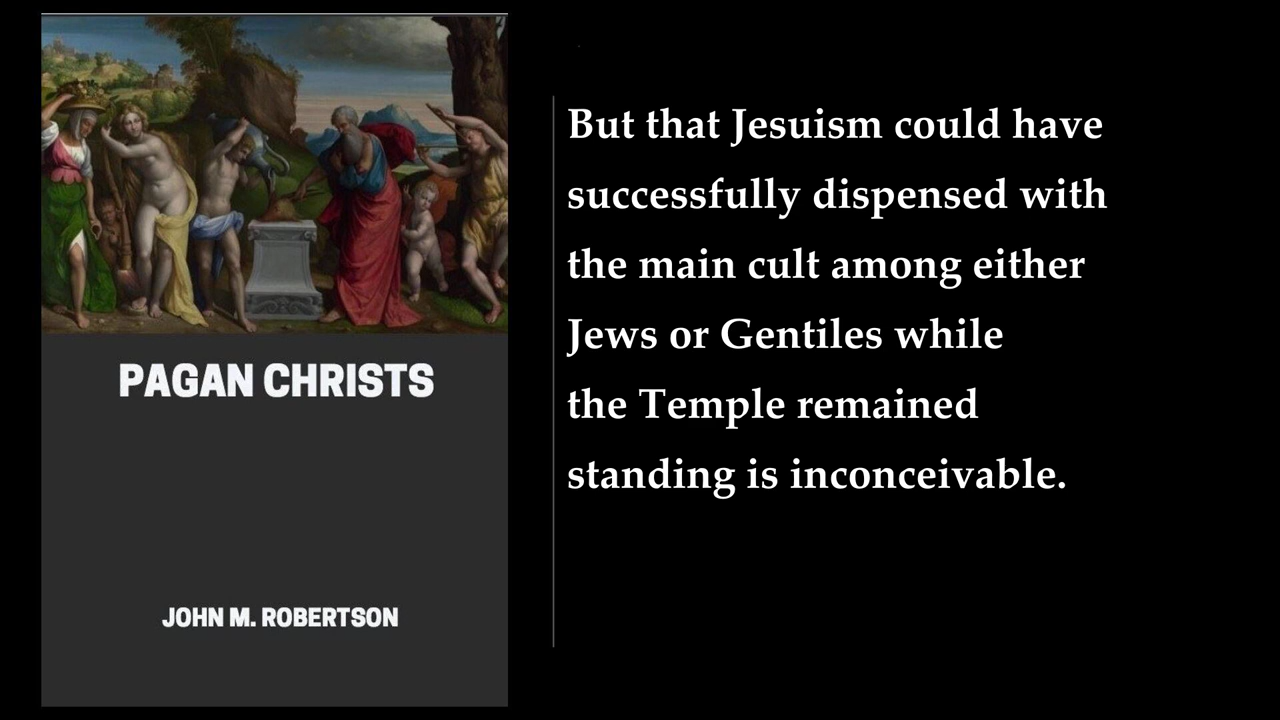 PAGAN CHRISTS
JOHN M. ROBERTSON
But that Jesuism could have
successfully dispensed with
the main cult among either
Jews or Gentiles while
the Temple remained
standing is inconceivable.